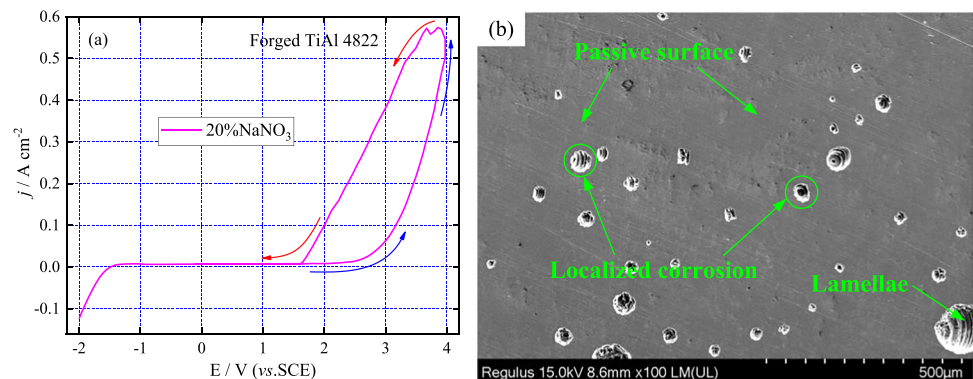 (a)
Forged TiAl 4822
20%NaNO₃
j / A cm⁻²
0.6
0.5
0.4
0.3
0.2
0.1
0.0
-0.1
-2 -1 0 1 2 3 4
E / V (vs.SCE)
(b)
Passive surface
Localized corrosion
Lamellae
Regulus 15.0kV 8.6mm x100 LM(UL) 500µm